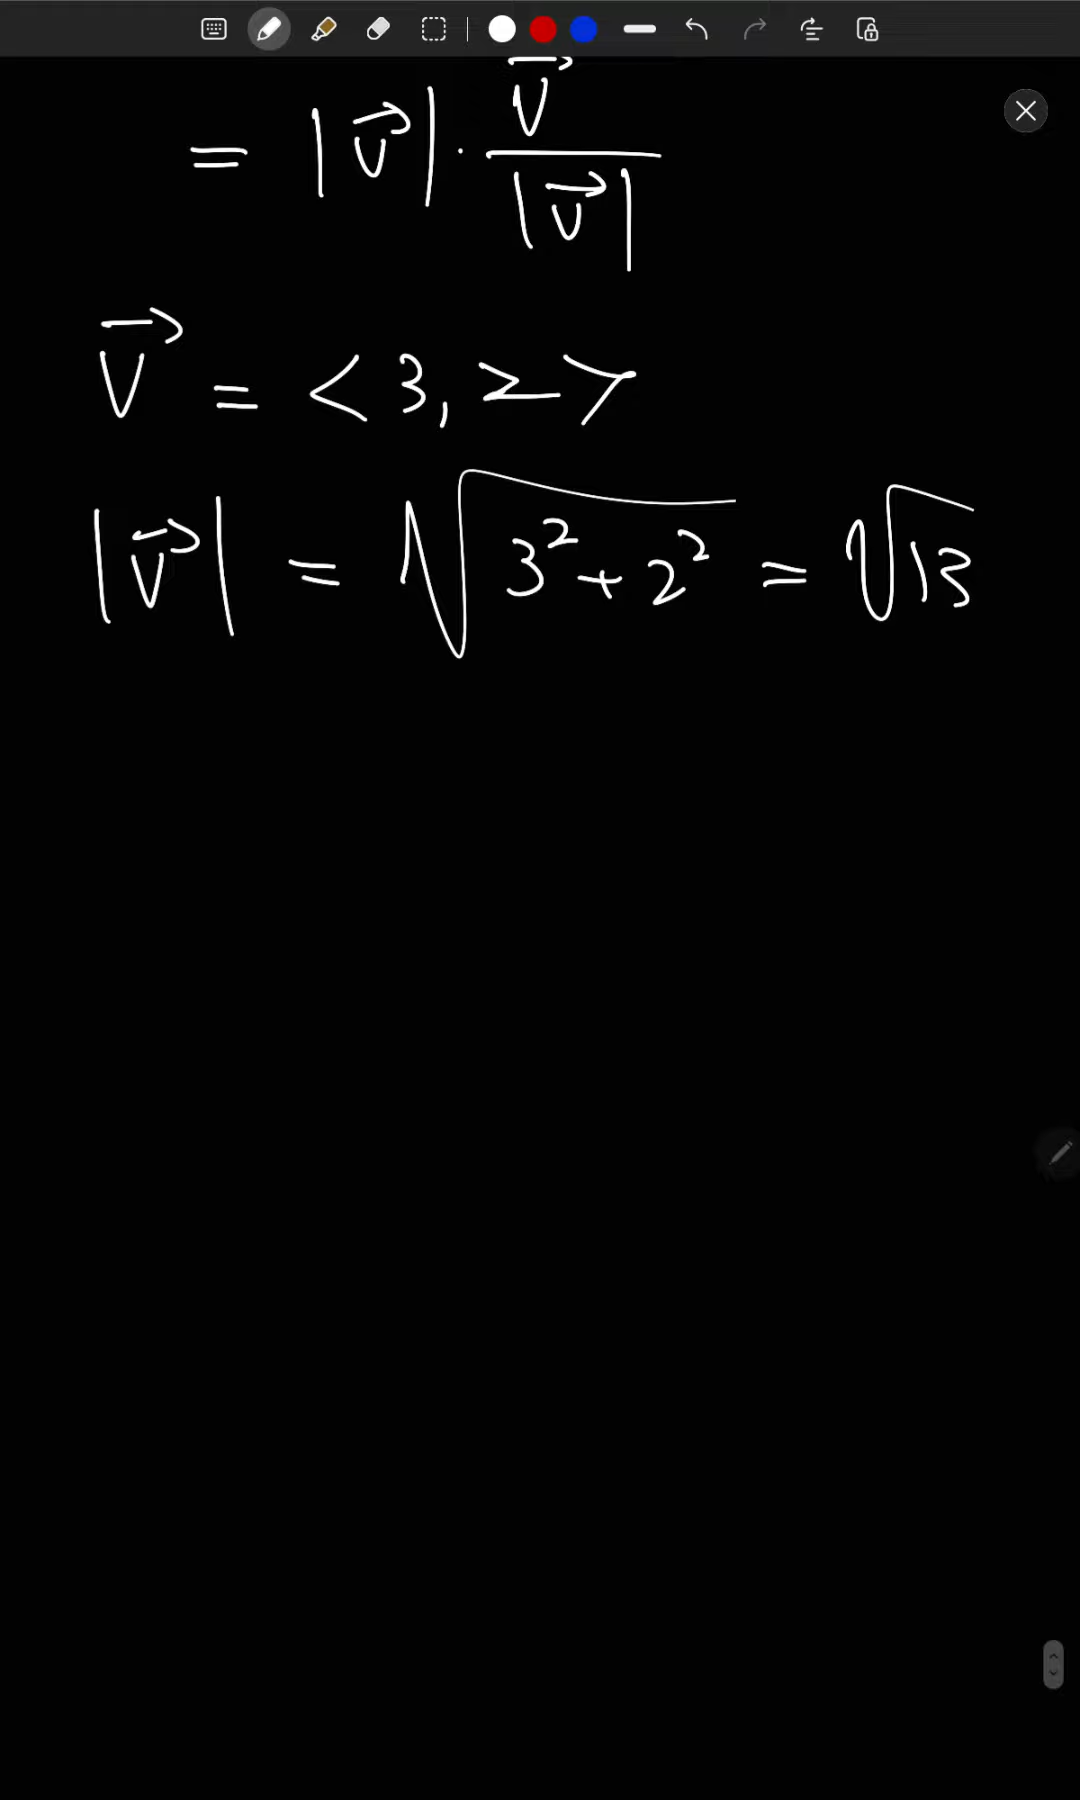 = |v⃗| · v⃗ / |v⃗|
v⃗ = <3, 2>
|v⃗| = √(3² + 2²) = √13